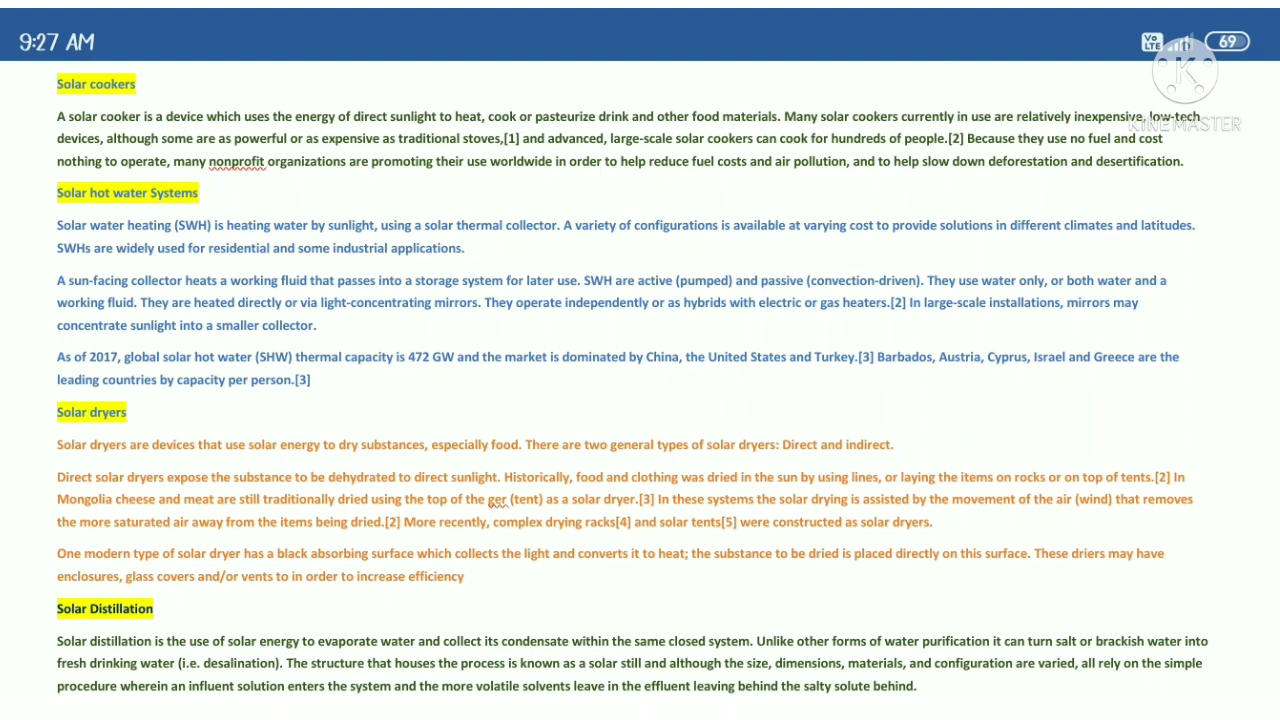 9:27 AM
Vo LTE
69
K
KINEMASTER
Solar cookers
A solar cooker is a device which uses the energy of direct sunlight to heat, cook or pasteurize drink and other food materials. Many solar cookers currently in use are relatively inexpensive, low-tech
devices, although some are as powerful or as expensive as traditional stoves,[1] and advanced, large-scale solar cookers can cook for hundreds of people.[2] Because they use no fuel and cost
nothing to operate, many nonprofit organizations are promoting their use worldwide in order to help reduce fuel costs and air pollution, and to help slow down deforestation and desertification.
Solar hot water Systems
Solar water heating (SWH) is heating water by sunlight, using a solar thermal collector. A variety of configurations is available at varying cost to provide solutions in different climates and latitudes.
SWHs are widely used for residential and some industrial applications.
A sun-facing collector heats a working fluid that passes into a storage system for later use. SWH are active (pumped) and passive (convection-driven). They use water only, or both water and a
working fluid. They are heated directly or via light-concentrating mirrors. They operate independently or as hybrids with electric or gas heaters.[2] In large-scale installations, mirrors may
concentrate sunlight into a smaller collector.
As of 2017, global solar hot water (SHW) thermal capacity is 472 GW and the market is dominated by China, the United States and Turkey.[3] Barbados, Austria, Cyprus, Israel and Greece are the
leading countries by capacity per person.[3]
Solar dryers
Solar dryers are devices that use solar energy to dry substances, especially food. There are two general types of solar dryers: Direct and indirect.
Direct solar dryers expose the substance to be dehydrated to direct sunlight. Historically, food and clothing was dried in the sun by using lines, or laying the items on rocks or on top of tents.[2] In
Mongolia cheese and meat are still traditionally dried using the top of the ger (tent) as a solar dryer.[3] In these systems the solar drying is assisted by the movement of the air (wind) that removes
the more saturated air away from the items being dried.[2] More recently, complex drying racks[4] and solar tents[5] were constructed as solar dryers.
One modern type of solar dryer has a black absorbing surface which collects the light and converts it to heat; the substance to be dried is placed directly on this surface. These driers may have
enclosures, glass covers and/or vents to in order to increase efficiency
Solar Distillation
Solar distillation is the use of solar energy to evaporate water and collect its condensate within the same closed system. Unlike other forms of water purification it can turn salt or brackish water into
fresh drinking water (i.e. desalination). The structure that houses the process is known as a solar still and although the size, dimensions, materials, and configuration are varied, all rely on the simple
procedure wherein an influent solution enters the system and the more volatile solvents leave in the effluent leaving behind the salty solute behind.